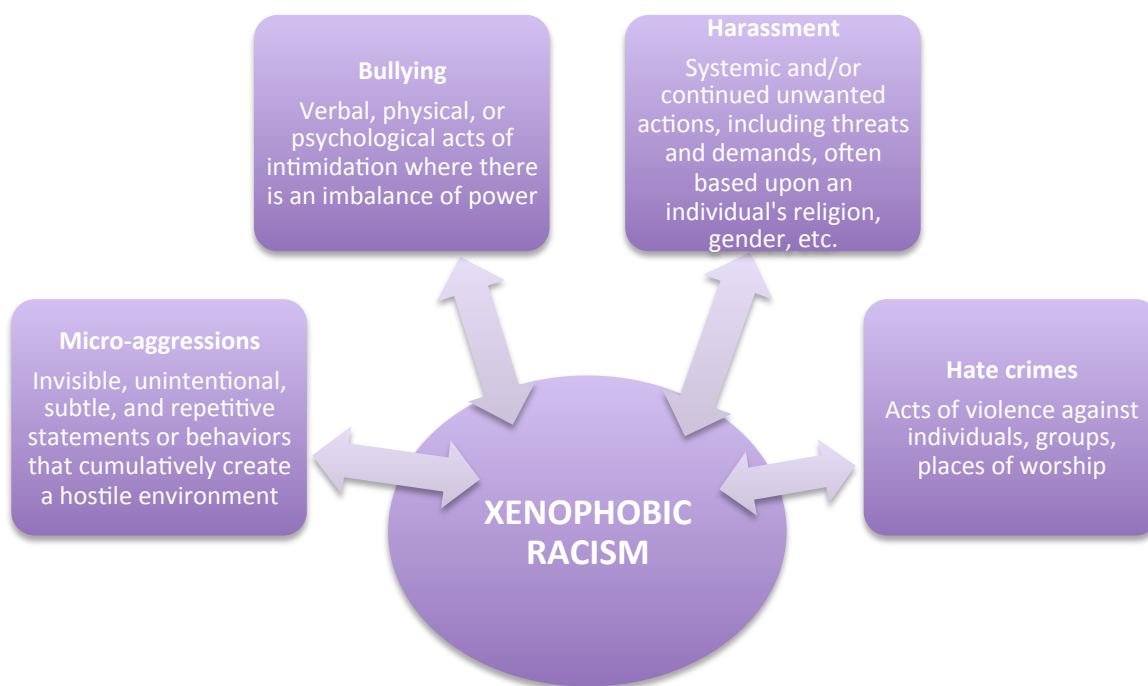 Micro-aggressions
Invisible, unintentional,
subtle, and repetitive
statements or behaviors
that cumulatively create
a hostile environment
Bullying
Verbal, physical, or
psychological acts of
intimidation where there
is an imbalance of power
Harassment
Systemic and/or
continued unwanted
actions, including threats
and demands, often
based upon an
individual's religion,
gender, etc.
Hate crimes
Acts of violence against
individuals, groups,
places of worship
XENOPHOBIC
RACISM